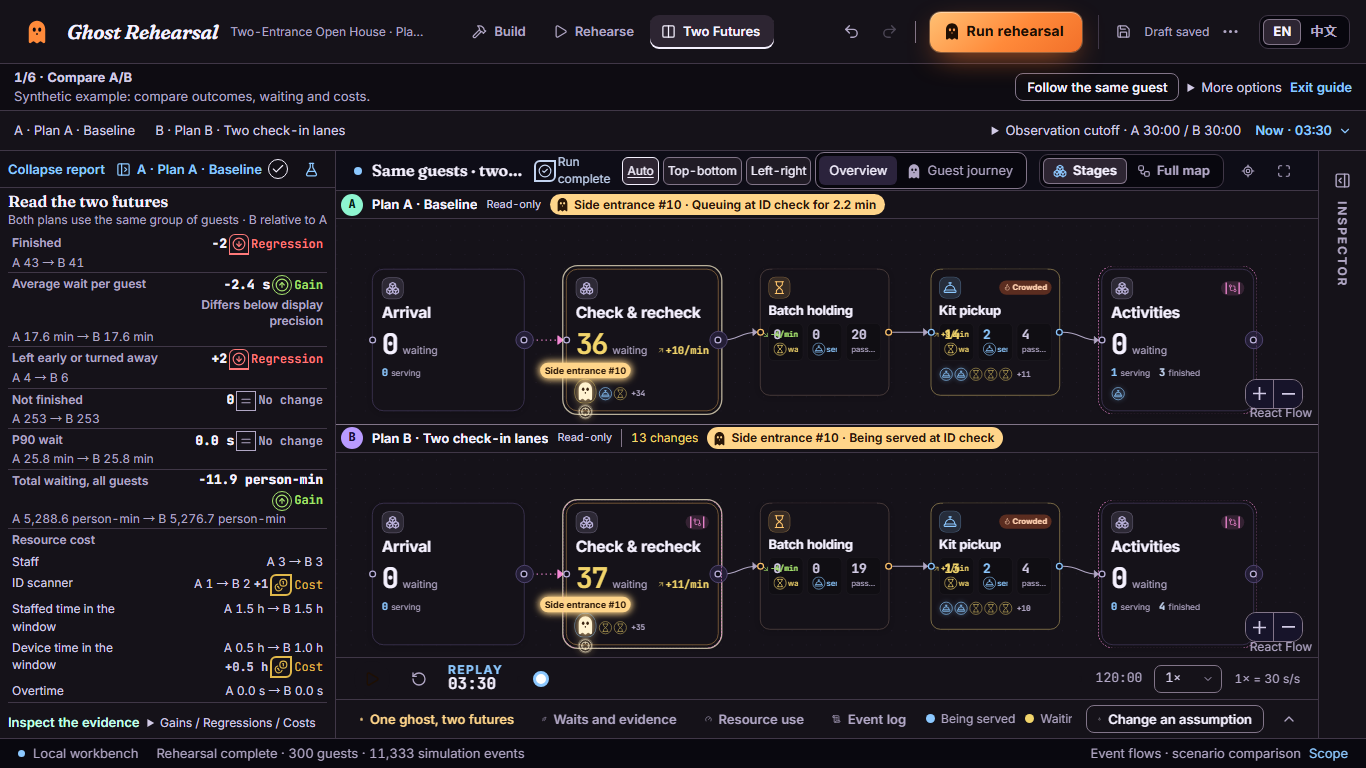 Ghost Rehearsal
Two-Entrance Open House · Pla...
Build
Rehearse
Two Futures
Run rehearsal
Draft saved
EN
中文
1/6 · Compare A/B
Synthetic example: compare outcomes, waiting and costs.
Follow the same guest
More options
Exit guide
A · Plan A · Baseline
B · Plan B · Two check-in lanes
Observation cutoff · A 30:00 / B 30:00
Now · 03:30
Collapse report
A · Plan A · Baseline
Same guests · two...
Run complete
Auto
Top-bottom
Left-right
Overview
Guest journey
Stages
Full map
INSPECTOR
Read the two futures
Both plans use the same group of guests · B relative to A
Finished
-2 Regression
A 43 → B 41
Average wait per guest
-2.4 s Gain
Differs below display precision
A 17.6 min → B 17.6 min
Left early or turned away
+2 Regression
A 4 → B 6
Not finished
0 No change
A 253 → B 253
P90 wait
0.0 s No change
A 25.8 min → B 25.8 min
Total waiting, all guests
-11.9 person-min
Gain
A 5,288.6 person-min → B 5,276.7 person-min
Resource cost
Staff
A 3 → B 3
ID scanner
A 1 → B 2 +1 Cost
Staffed time in the window
A 1.5 h → B 1.5 h
Device time in the window
A 0.5 h → B 1.0 h
+0.5 h Cost
Overtime
A 0.0 s → B 0.0 s
Inspect the evidence
Gains / Regressions / Costs
A
Plan A · Baseline
Read-only
Side entrance #10 · Queuing at ID check for 2.2 min
Arrival
0 waiting
0 serving
Check & recheck
36 waiting
+10/min
Side entrance #10
+34
Batch holding
0
20
wa
ser
pass...
Crowded
Kit pickup
2
4
pass...
+11
Activities
0 waiting
1 serving
3 finished
React Flow
B
Plan B · Two check-in lanes
Read-only
13 changes
Side entrance #10 · Being served at ID check
Arrival
0 waiting
0 serving
Check & recheck
37 waiting
+11/min
Side entrance #10
+35
Batch holding
0
19
wa
ser
pass...
Crowded
Kit pickup
2
4
pass...
+10
Activities
0 waiting
0 serving
4 finished
React Flow
REPLAY
03:30
120:00
1×
1× = 30 s/s
One ghost, two futures
Waits and evidence
Resource use
Event log
Being served
Waitir
Change an assumption
Local workbench
Rehearsal complete · 300 guests · 11,333 simulation events
Event flows · scenario comparison
Scope